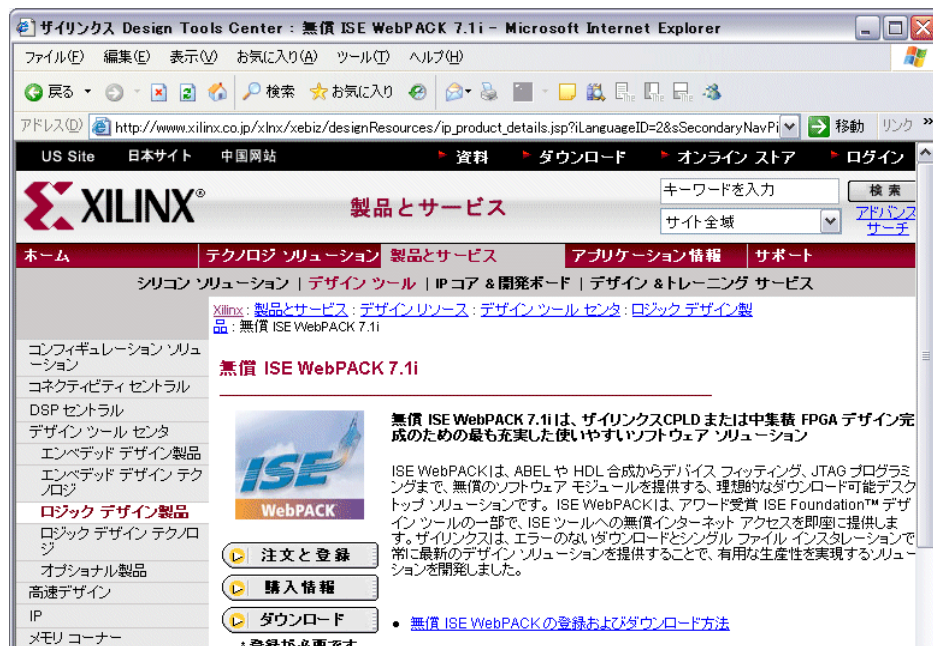 ザイリンクス Design Tools Center : 無償 ISE WebPACK 7.1i - Microsoft Internet Explorer
ファイル(F) 編集(E) 表示(V) お気に入り(A) ツール(T) ヘルプ(H)
戻る 検索 お気に入り
アドレス(D) http://www.xilinx.co.jp/xlnx/xebiz/designResources/ip_product_details.jsp?iLanguageID=2&sSecondaryNavPi 移動 リンク »
US Site 日本サイト 中国网站 資料 ダウンロード オンライン ストア ログイン
XILINX® 製品とサービス キーワードを入力 検索
サイト全域 アドバンス
サーチ
ホーム テクノロジ ソリューション 製品とサービス アプリケーション情報 サポート
シリコン ソリューション | デザイン ツール | IP コア &開発ボード | デザイン &トレーニング サービス
Xilinx : 製品とサービス : デザイン リソース : デザイン ツール センタ : ロジック デザイン製
品 : 無償 ISE WebPACK 7.1i
コンフィギュレーション ソリュ
ーション
コネクティビティ セントラル
DSP セントラル
デザイン ツール センタ
エンベデッド デザイン製品
エンベデッド デザイン テク
ノロジ
ロジック デザイン製品
ロジック デザイン テクノロ
ジ
オプショナル製品
高速デザイン
IP
メモリ コーナー
無償 ISE WebPACK 7.1i
ISE
WebPACK
注文と登録
購入情報
ダウンロード
*登録が必要です
無償 ISE WebPACK 7.1i は、ザイリンクスCPLD または中集積 FPGA デザイン完
成のための最も充実した使いやすいソフトウェア ソリューション
ISE WebPACKは、ABEL や HDL 合成からデバイス フィッティング、JTAG プログラミ
ングまで、無償のソフトウェア モジュールを提供する、理想的なダウンロード可能デスク
トップ ソリューションです。ISE WebPACKは、アワード受賞 ISE Foundation™ デザ
イン ツールの一部で、ISE ツールへの無償インターネット アクセスを即座に提供しま
す。ザイリンクスは、エラーのないダウンロードとシングル ファイル インスタレーションで
常に最新のデザイン ソリューションを提供することで、有用な生産性を実現するソリュー
ションを開発しました。
• 無償 ISE WebPACK の登録およびダウンロード方法